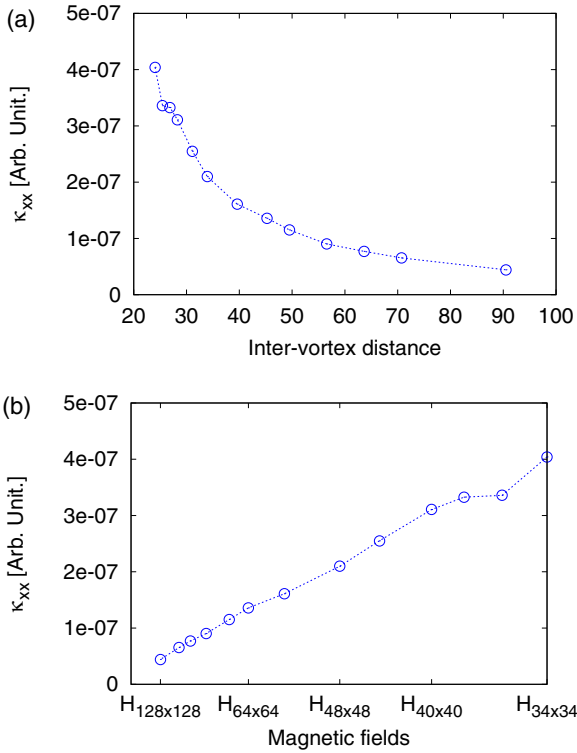 (a)
5e-07
4e-07
3e-07
2e-07
1e-07
0
κxx [Arb. Unit.]
20 30 40 50 60 70 80 90 100
Inter-vortex distance
(b)
5e-07
4e-07
3e-07
2e-07
1e-07
0
κxx [Arb. Unit.]
H128x128 H64x64 H48x48 H40x40 H34x34
Magnetic fields